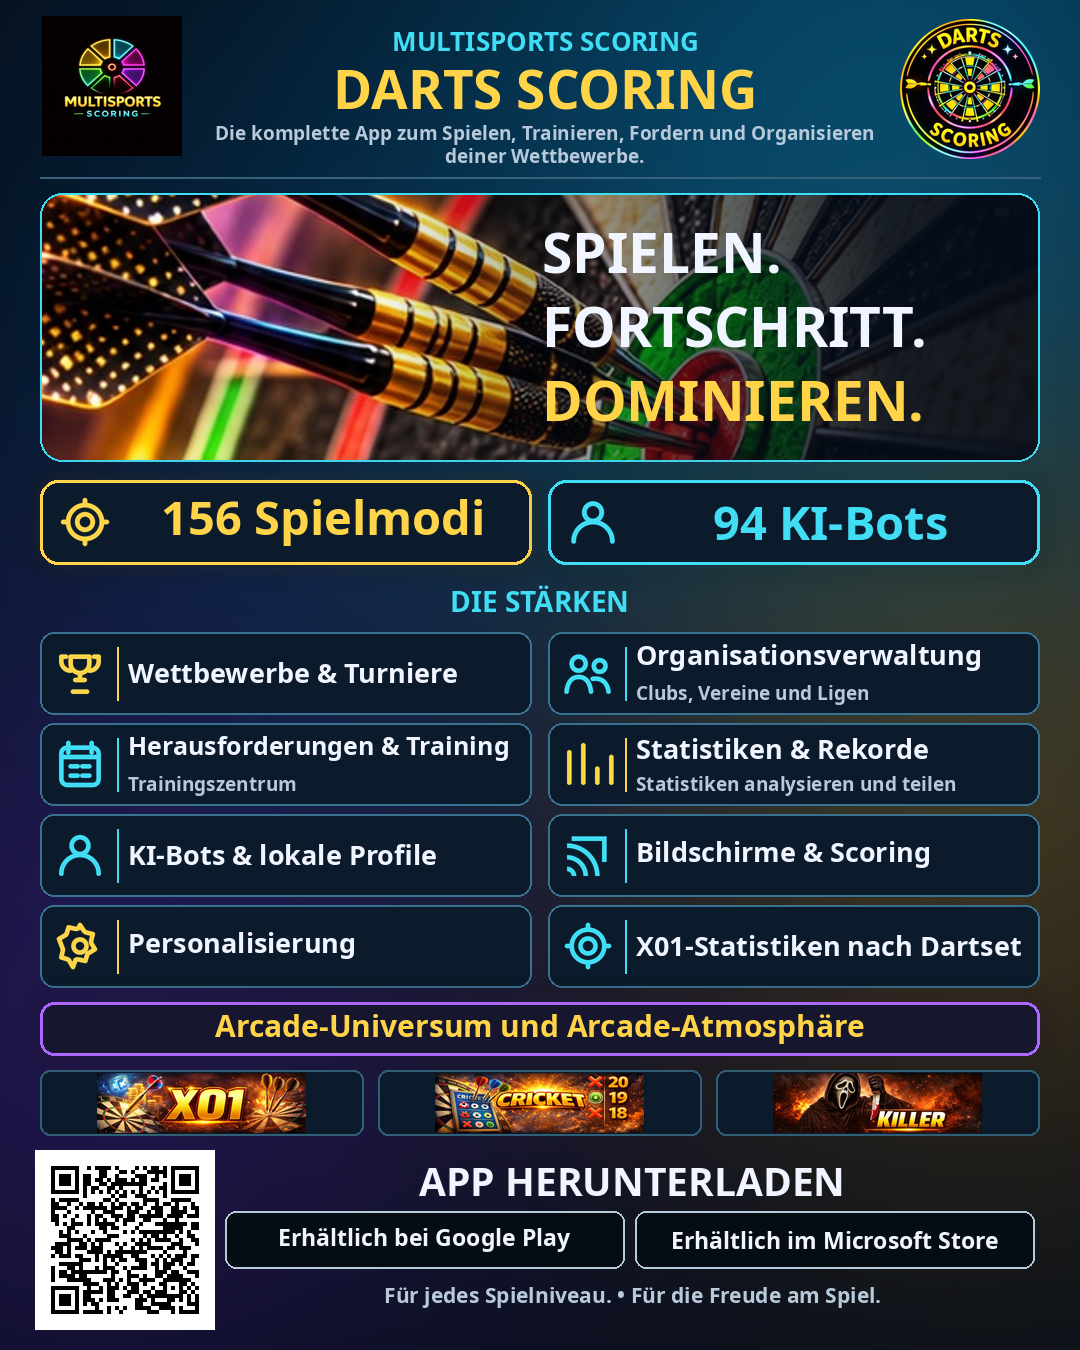 MULTISPORTS
SCORING
MULTISPORTS SCORING
DARTS SCORING
Die komplette App zum Spielen, Trainieren, Fordern und Organisieren
deiner Wettbewerbe.
DARTS
SCORING
SPIELEN.
FORTSCHRITT.
DOMINIEREN.
156 Spielmodi
94 KI-Bots
DIE STÄRKEN
Wettbewerbe & Turniere
Organisationsverwaltung
Clubs, Vereine und Ligen
Herausforderungen & Training
Trainingszentrum
Statistiken & Rekorde
Statistiken analysieren und teilen
KI-Bots & lokale Profile
Bildschirme & Scoring
Personalisierung
X01-Statistiken nach Dartset
Arcade-Universum und Arcade-Atmosphäre
X01
CRICKET
CRICKET
20
19
18
KILLER
APP HERUNTERLADEN
Erhältlich bei Google Play
Erhältlich im Microsoft Store
Für jedes Spielniveau. • Für die Freude am Spiel.